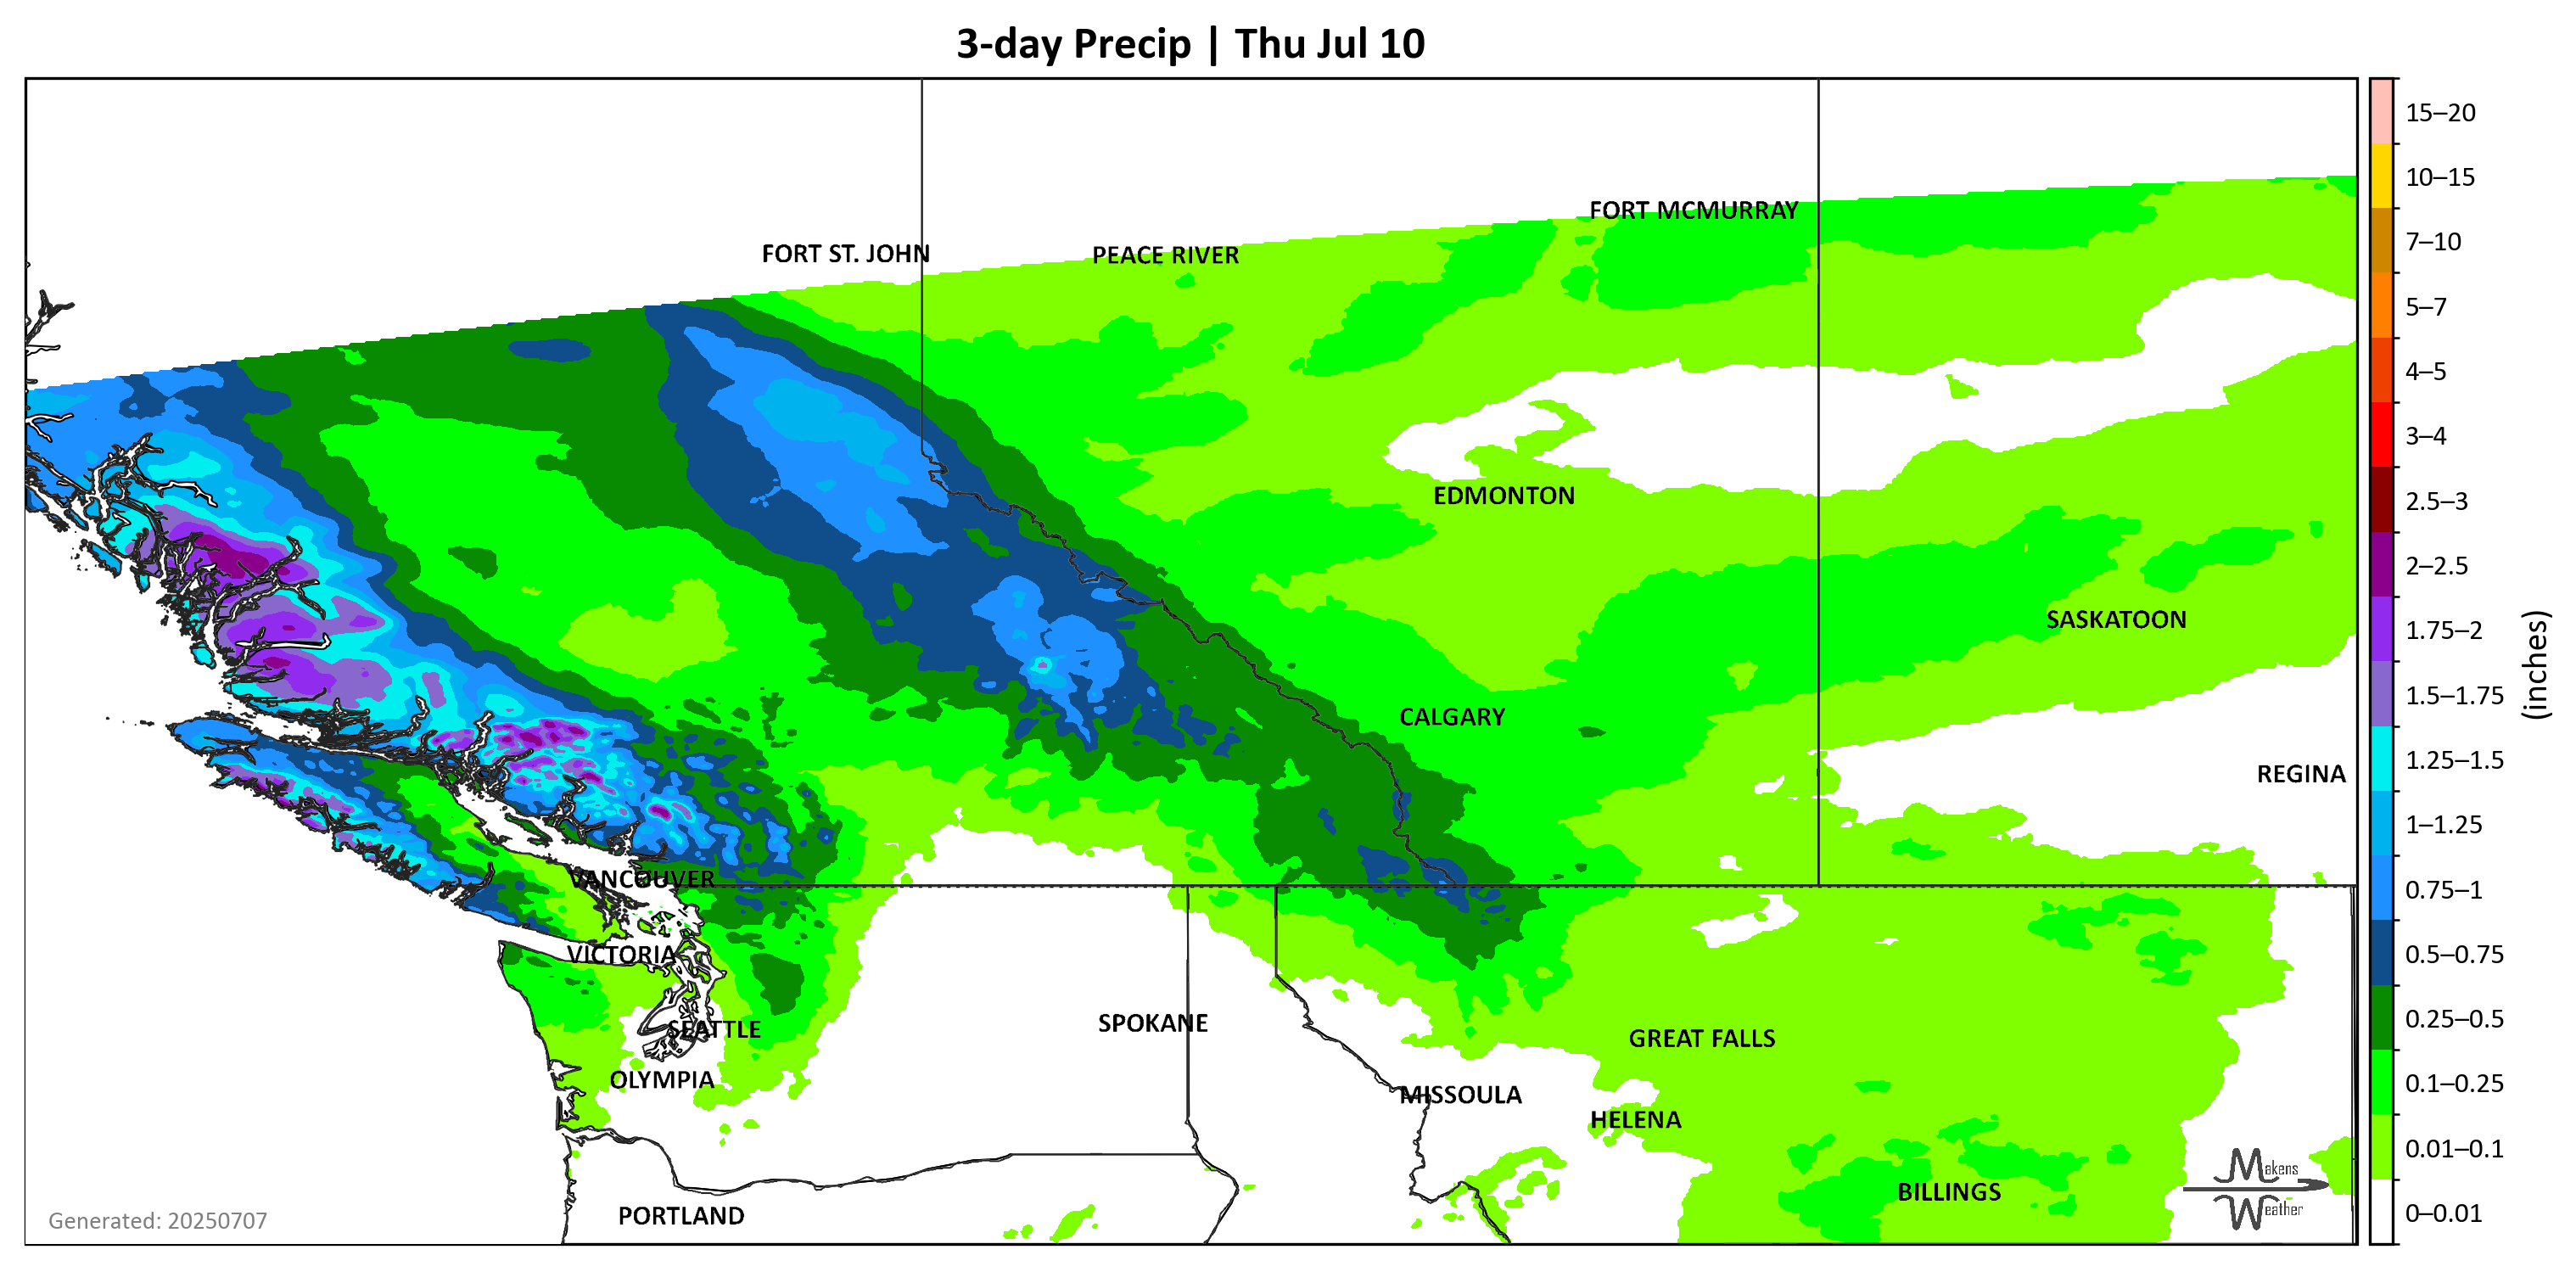 3-day Precip | Thu Jul 10
FORT MCMURRAY
FORT ST. JOHN
PEACE RIVER
EDMONTON
SASKATOON
CALGARY
REGINA
VANCOUVER
VICTORIA
SEATTLE
SPOKANE
GREAT FALLS
OLYMPIA
MISSOULA
HELENA
BILLINGS
PORTLAND
Generated: 20250707
Makens
Weather
15–20
10–15
7–10
5–7
4–5
3–4
2.5–3
2–2.5
1.75–2
1.5–1.75
1.25–1.5
1–1.25
0.75–1
0.5–0.75
0.25–0.5
0.1–0.25
0.01–0.1
0–0.01
(inches)